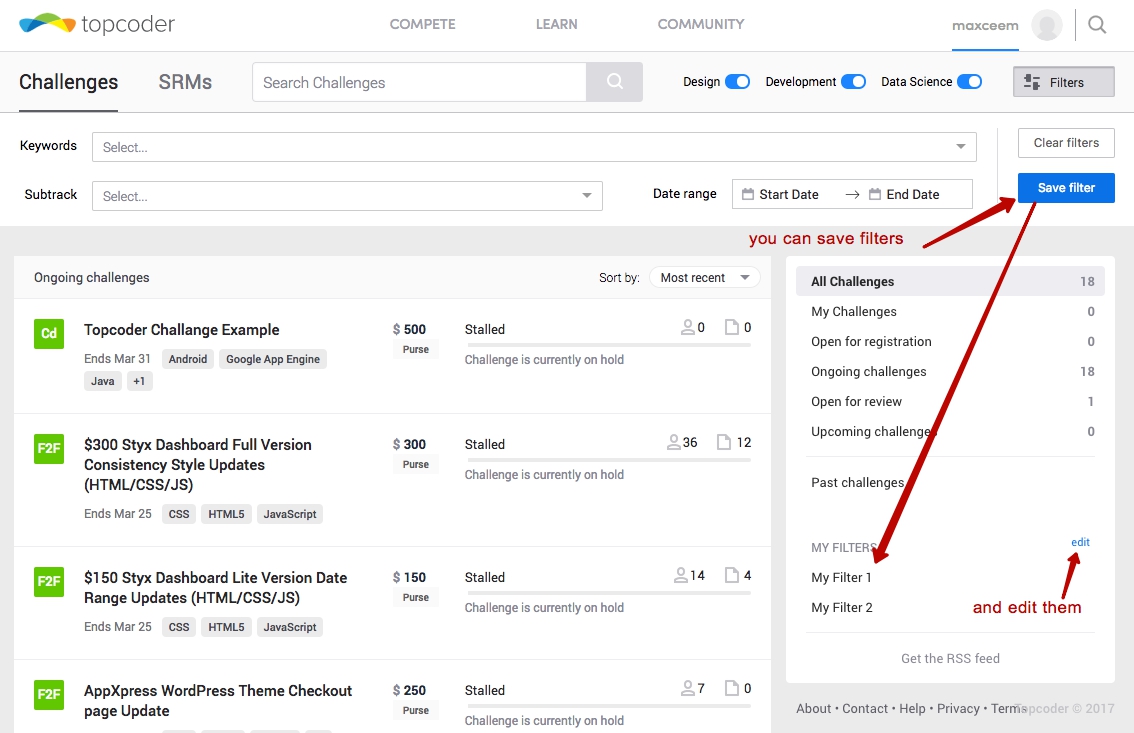 topcoder
COMPETE LEARN COMMUNITY
maxceem
Challenges SRMs
Search Challenges
Design Development Data Science
Filters
Keywords Select...
Clear filters
Subtrack Select...
Date range Start Date → End Date
Save filter
you can save filters
Ongoing challenges
Sort by: Most recent
Cd
Topcoder Challange Example
Ends Mar 31 Android Google App Engine
Java +1
$ 500
Purse
Stalled
0 0
Challenge is currently on hold
F2F
$300 Styx Dashboard Full Version
Consistency Style Updates
(HTML/CSS/JS)
Ends Mar 25 CSS HTML5 JavaScript
$ 300
Purse
Stalled
36 12
Challenge is currently on hold
F2F
$150 Styx Dashboard Lite Version Date
Range Updates (HTML/CSS/JS)
Ends Mar 25 CSS HTML5 JavaScript
$ 150
Purse
Stalled
14 4
Challenge is currently on hold
F2F
AppXpress WordPress Theme Checkout
page Update
$ 250
Purse
Stalled
7 0
Challenge is currently on hold
All Challenges 18
My Challenges 0
Open for registration 0
Ongoing challenges 18
Open for review 1
Upcoming challenges 0
Past challenges
MY FILTERS edit
My Filter 1
My Filter 2
and edit them
Get the RSS feed
About • Contact • Help • Privacy • Terms
Topcoder © 2017